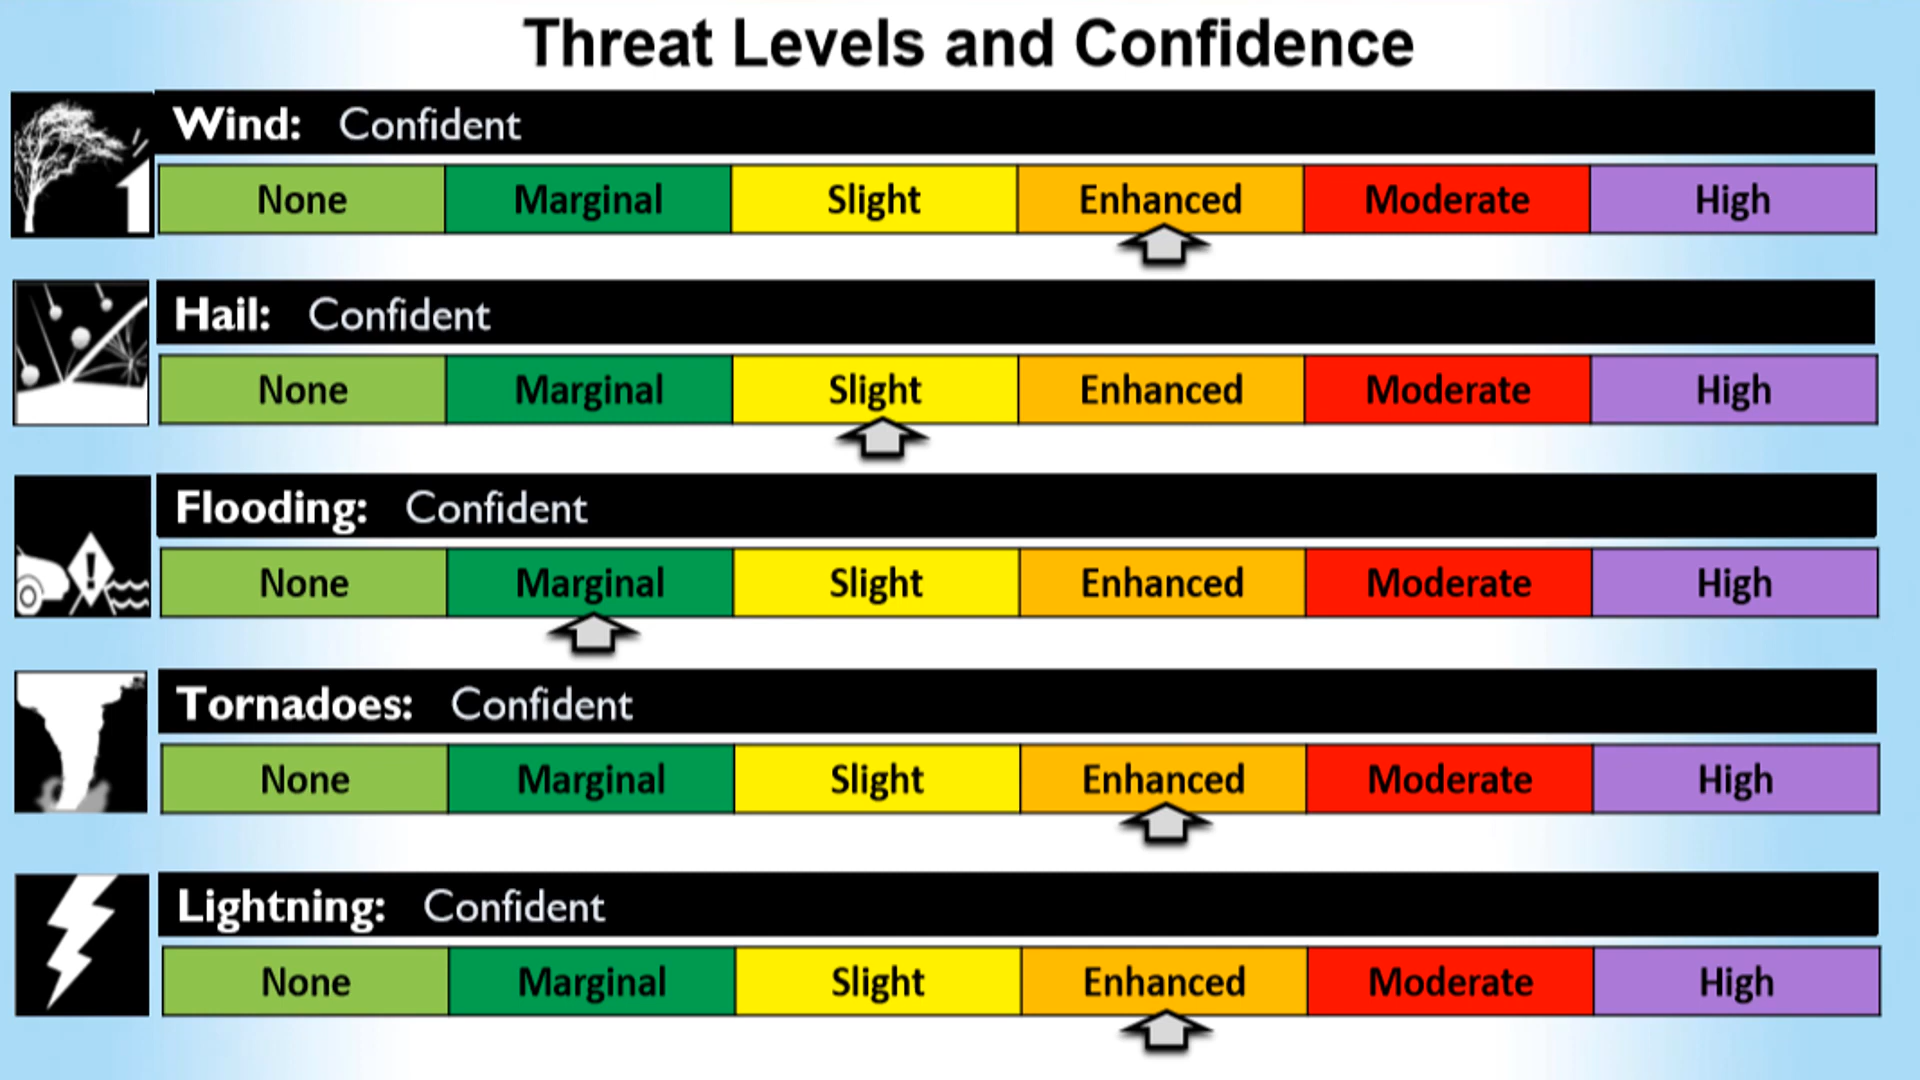 Threat Levels and Confidence
Wind: Confident
None Marginal Slight Enhanced Moderate High
Hail: Confident
None Marginal Slight Enhanced Moderate High
Flooding: Confident
!
None Marginal Slight Enhanced Moderate High
Tornadoes: Confident
None Marginal Slight Enhanced Moderate High
Lightning: Confident
None Marginal Slight Enhanced Moderate High